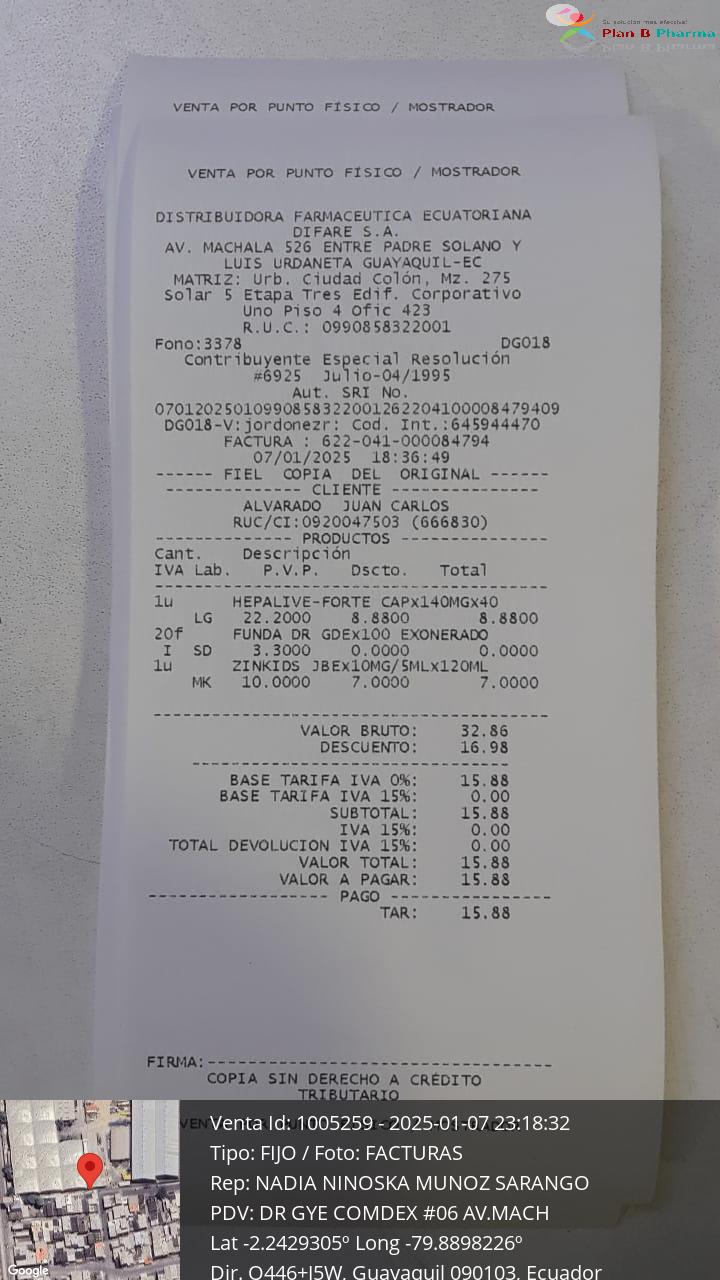 Su solucion mas efectiva!
Plan B Pharma
VENTA POR PUNTO FÍSICO / MOSTRADOR
VENTA POR PUNTO FÍSICO / MOSTRADOR
DISTRIBUIDORA FARMACEUTICA ECUATORIANA
DIFARE S.A.
AV. MACHALA 526 ENTRE PADRE SOLANO Y
LUIS URDANETA GUAYAQUIL-EC
MATRIZ: Urb. Ciudad Colón, Mz. 275
Solar 5 Etapa Tres Edif. Corporativo
Uno Piso 4 Ofic 423
R.U.C.: 0990858322001
Fono:3378 DG018
Contribuyente Especial Resolución
#6925 Julio-04/1995
Aut. SRI No.
07012025010990858322001262204100008479409
DG018-V:jordonezr: Cod. Int.:645944470
FACTURA : 622-041-000084794
07/01/2025 18:36:49
------ FIEL COPIA DEL ORIGINAL ------
-------------- CLIENTE ---------------
ALVARADO JUAN CARLOS
RUC/CI:0920047503 (666830)
-------------- PRODUCTOS ---------------
Cant. Descripción
IVA Lab. P.V.P. Dscto. Total
----------------------------------------
1u HEPALIVE-FORTE CAPx140MGx40
LG 22.2000 8.8800 8.8800
20f FUNDA DR GDEx100 EXONERADO
I SD 3.3000 0.0000 0.0000
1u ZINKIDS JBEx10MG/5MLx120ML
MK 10.0000 7.0000 7.0000
----------------------------------------
VALOR BRUTO: 32.86
DESCUENTO: 16.98
--------------------------------
BASE TARIFA IVA 0%: 15.88
BASE TARIFA IVA 15%: 0.00
SUBTOTAL: 15.88
IVA 15%: 0.00
TOTAL DEVOLUCION IVA 15%: 0.00
VALOR TOTAL: 15.88
VALOR A PAGAR: 15.88
------------------ PAGO ----------------
TAR: 15.88
FIRMA:-----------------------------------
COPIA SIN DERECHO A CRÉDITO
TRIBUTARIO
Venta Id: 1005259 - 2025-01-07 23:18:32
Tipo: FIJO / Foto: FACTURAS
Rep: NADIA NINOSKA MUNOZ SARANGO
PDV: DR GYE COMDEX #06 AV.MACH
Lat -2.2429305º Long -79.8898226º
Dir. Q446+J5W, Guayaquil 090103, Ecuador
Google